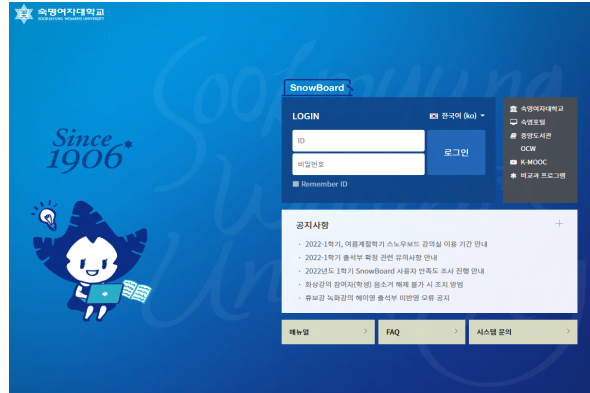 숙명여자대학교
SOOKMYUNG WOMEN'S UNIVERSITY
Since
1906
SnowBoard
LOGIN
한국어 (ko)
ID
비밀번호
로그인
Remember ID
숙명여자대학교
숙명포털
중앙도서관
OCW
K-MOOC
비교과 프로그램
공지사항
· 2022-1학기, 여름계절학기 스노우보드 강의실 이용 기간 안내
· 2022-1학기 출석부 확정 관련 유의사항 안내
· 2022년도 1학기 SnowBoard 사용자 만족도 조사 진행 안내
· 화상강의 참여자(학생) 음소거 해제 불가 시 조치 방법
· 휴보강 녹화강의 헤이영 출석부 미반영 오류 공지
매뉴얼
FAQ
시스템 문의